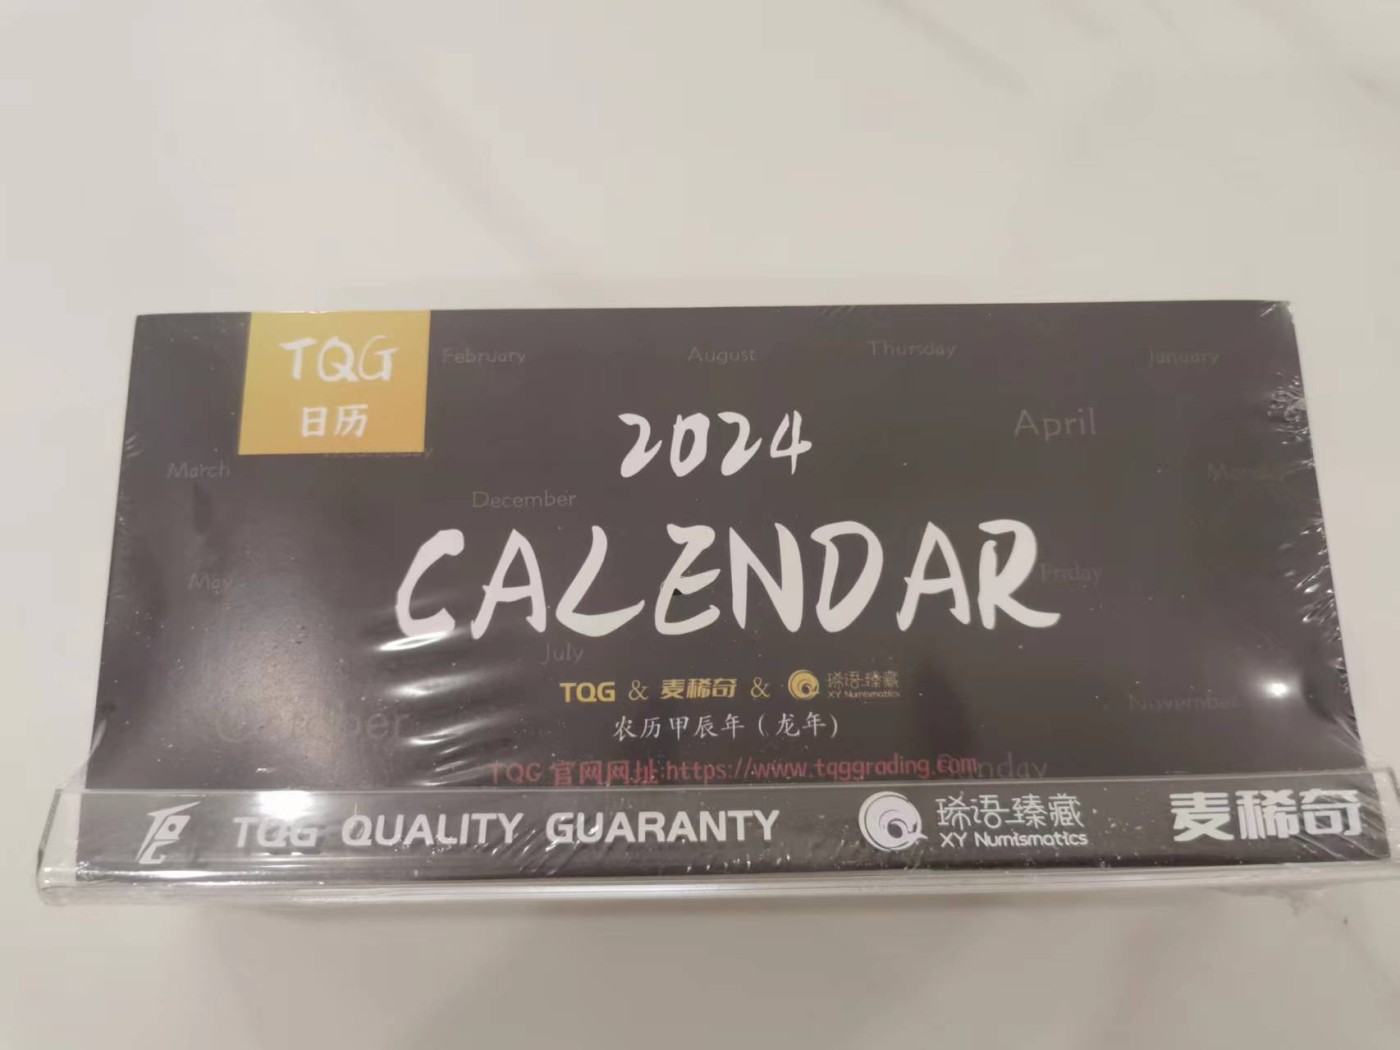 TQG
日历
February
August
Thursday
January
2024
April
March
December
CALENDAR
May
Friday
July
TQG & 麦稀奇 & 琋语臻藏
XY Numismatics
November
农历甲辰年(龙年)
TQG 官网网址 https://www.tqggrading.com
TQG QUALITY GUARANTY 琋语臻藏 麦稀奇
XY Numismatics